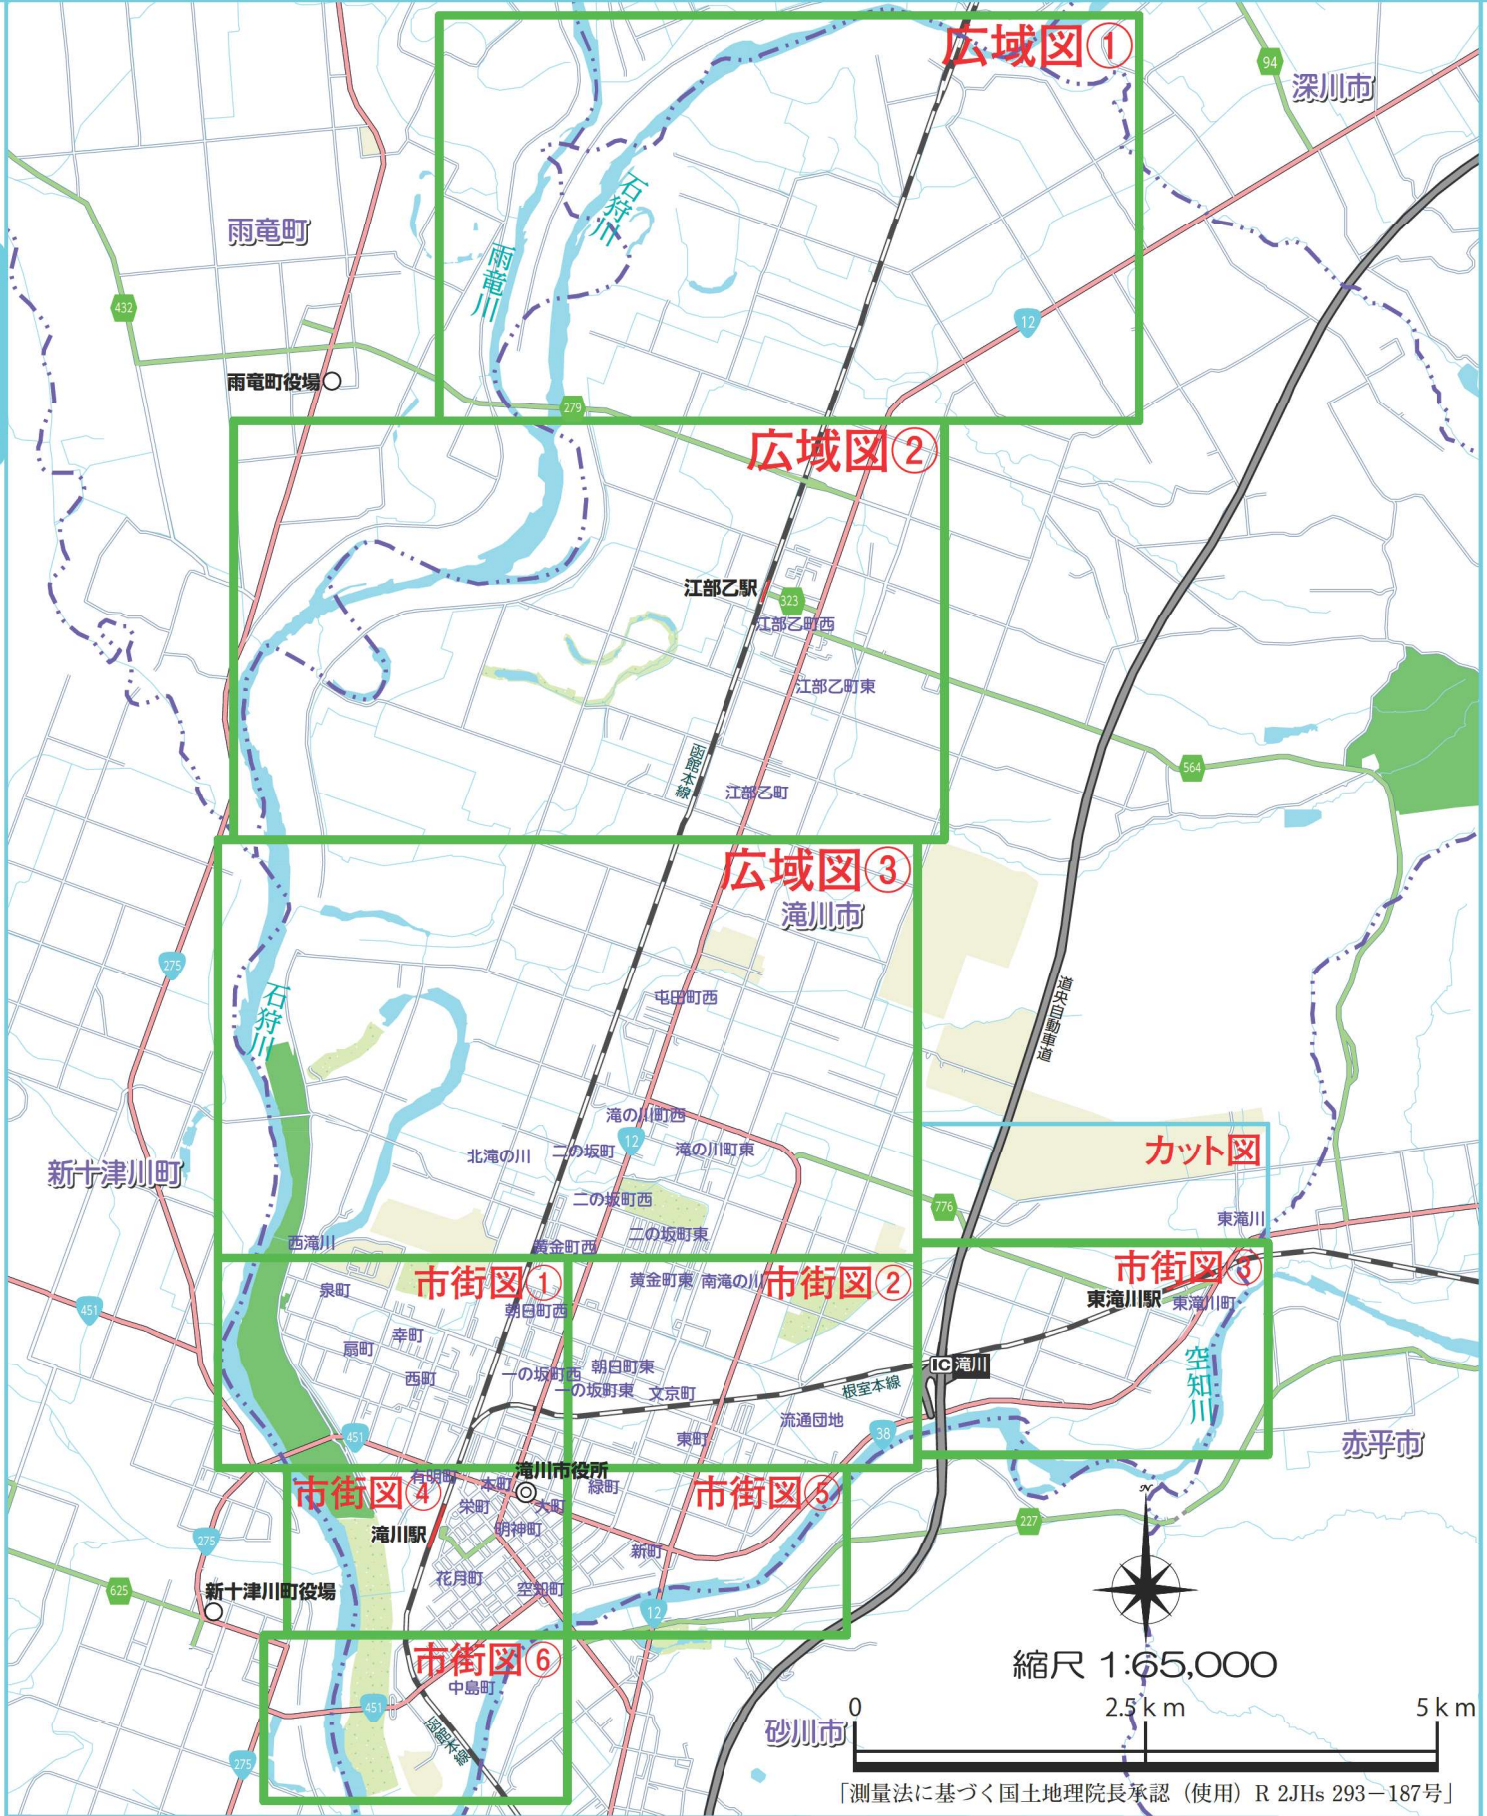 広域図①
94
深川市
石狩川
雨竜町
雨竜川
432
12
雨竜町役場
279
広域図②
江部乙駅
323
江部乙町西
江部乙町東
函館本線
564
江部乙町
広域図③
滝川市
275
石狩川
屯田町西
道央自動車道
滝の川町西
12
北滝の川
二の坂町
滝の川町東
カット図
新十津川町
二の坂町西
776
東滝川
二の坂町東
西滝川
黄金町西
市街図①
黄金町東
南滝の川
市街図②
市街図③
泉町
東滝川駅
東滝川町
451
朝日町西
幸町
扇町
空知川
一の坂町西
朝日町東
IC滝川
西町
一の坂町東
文京町
根室本線
流通団地
451
東町
38
赤平市
有明町
滝川市役所
市街図④
本町
緑町
市街図⑤
栄町
大町
滝川駅
明神町
227
275
新町
N
花月町
625
新十津川町役場
空知町
12
市街図⑥
縮尺 1:65,000
中島町
451
0
2.5km
5km
函館本線
砂川市
275
「測量法に基づく国土地理院長承認（使用）R 2JHs 293－187号」